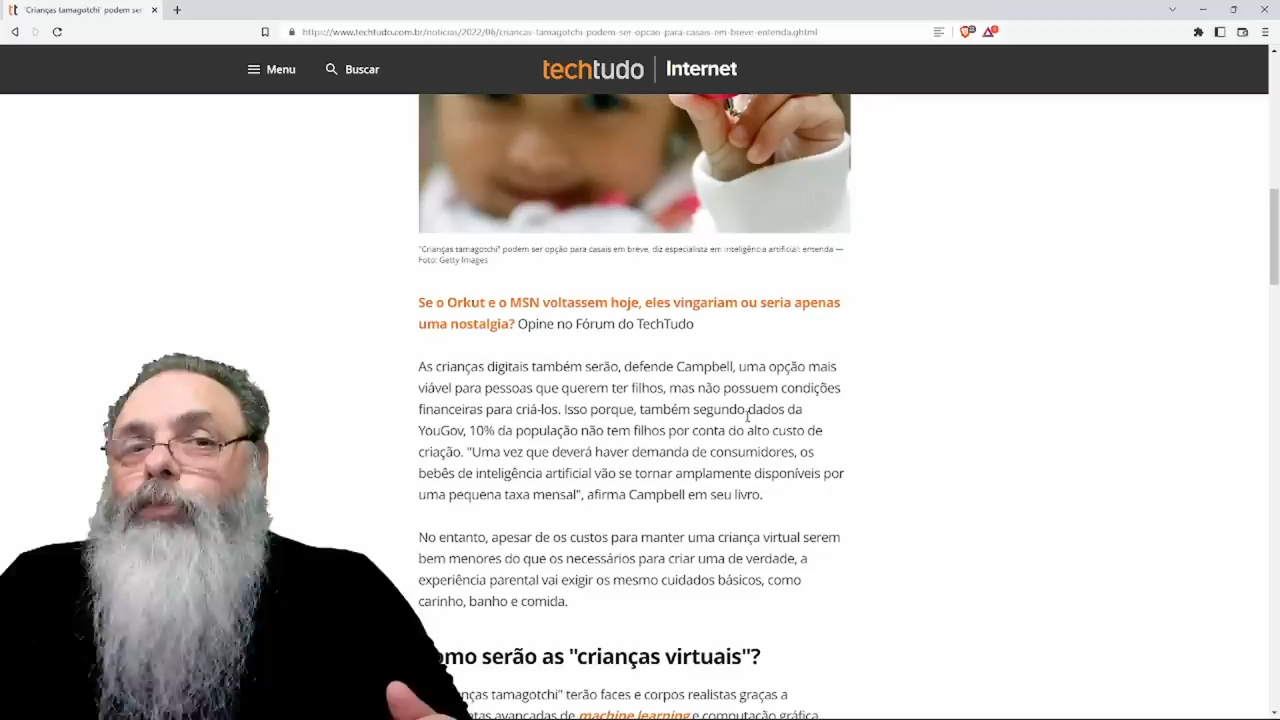 'Crianças tamagotchi' podem ser
https://www.techtudo.com.br/noticias/2022/06/criancas-tamagotchi-podem-ser-opcao-para-casais-em-breve-entenda.ghtml
Menu
Buscar
techtudo
Internet
"Crianças tamagotchi" podem ser opção para casais em breve, diz especialista em inteligência artificial; entenda —
Foto: Getty Images
Se o Orkut e o MSN voltassem hoje, eles vingariam ou seria apenas
uma nostalgia? Opine no Fórum do TechTudo
As crianças digitais também serão, defende Campbell, uma opção mais
viável para pessoas que querem ter filhos, mas não possuem condições
financeiras para criá-los. Isso porque, também segundo dados da
YouGov, 10% da população não tem filhos por conta do alto custo de
criação. "Uma vez que deverá haver demanda de consumidores, os
bebês de inteligência artificial vão se tornar amplamente disponíveis por
uma pequena taxa mensal", afirma Campbell em seu livro.
No entanto, apesar de os custos para manter uma criança virtual serem
bem menores do que os necessários para criar uma de verdade, a
experiência parental vai exigir os mesmo cuidados básicos, como
carinho, banho e comida.
omo serão as "crianças virtuais"?
nças tamagotchi" terão faces e corpos realistas graças a
tas avançadas de machine learning e computação gráfica